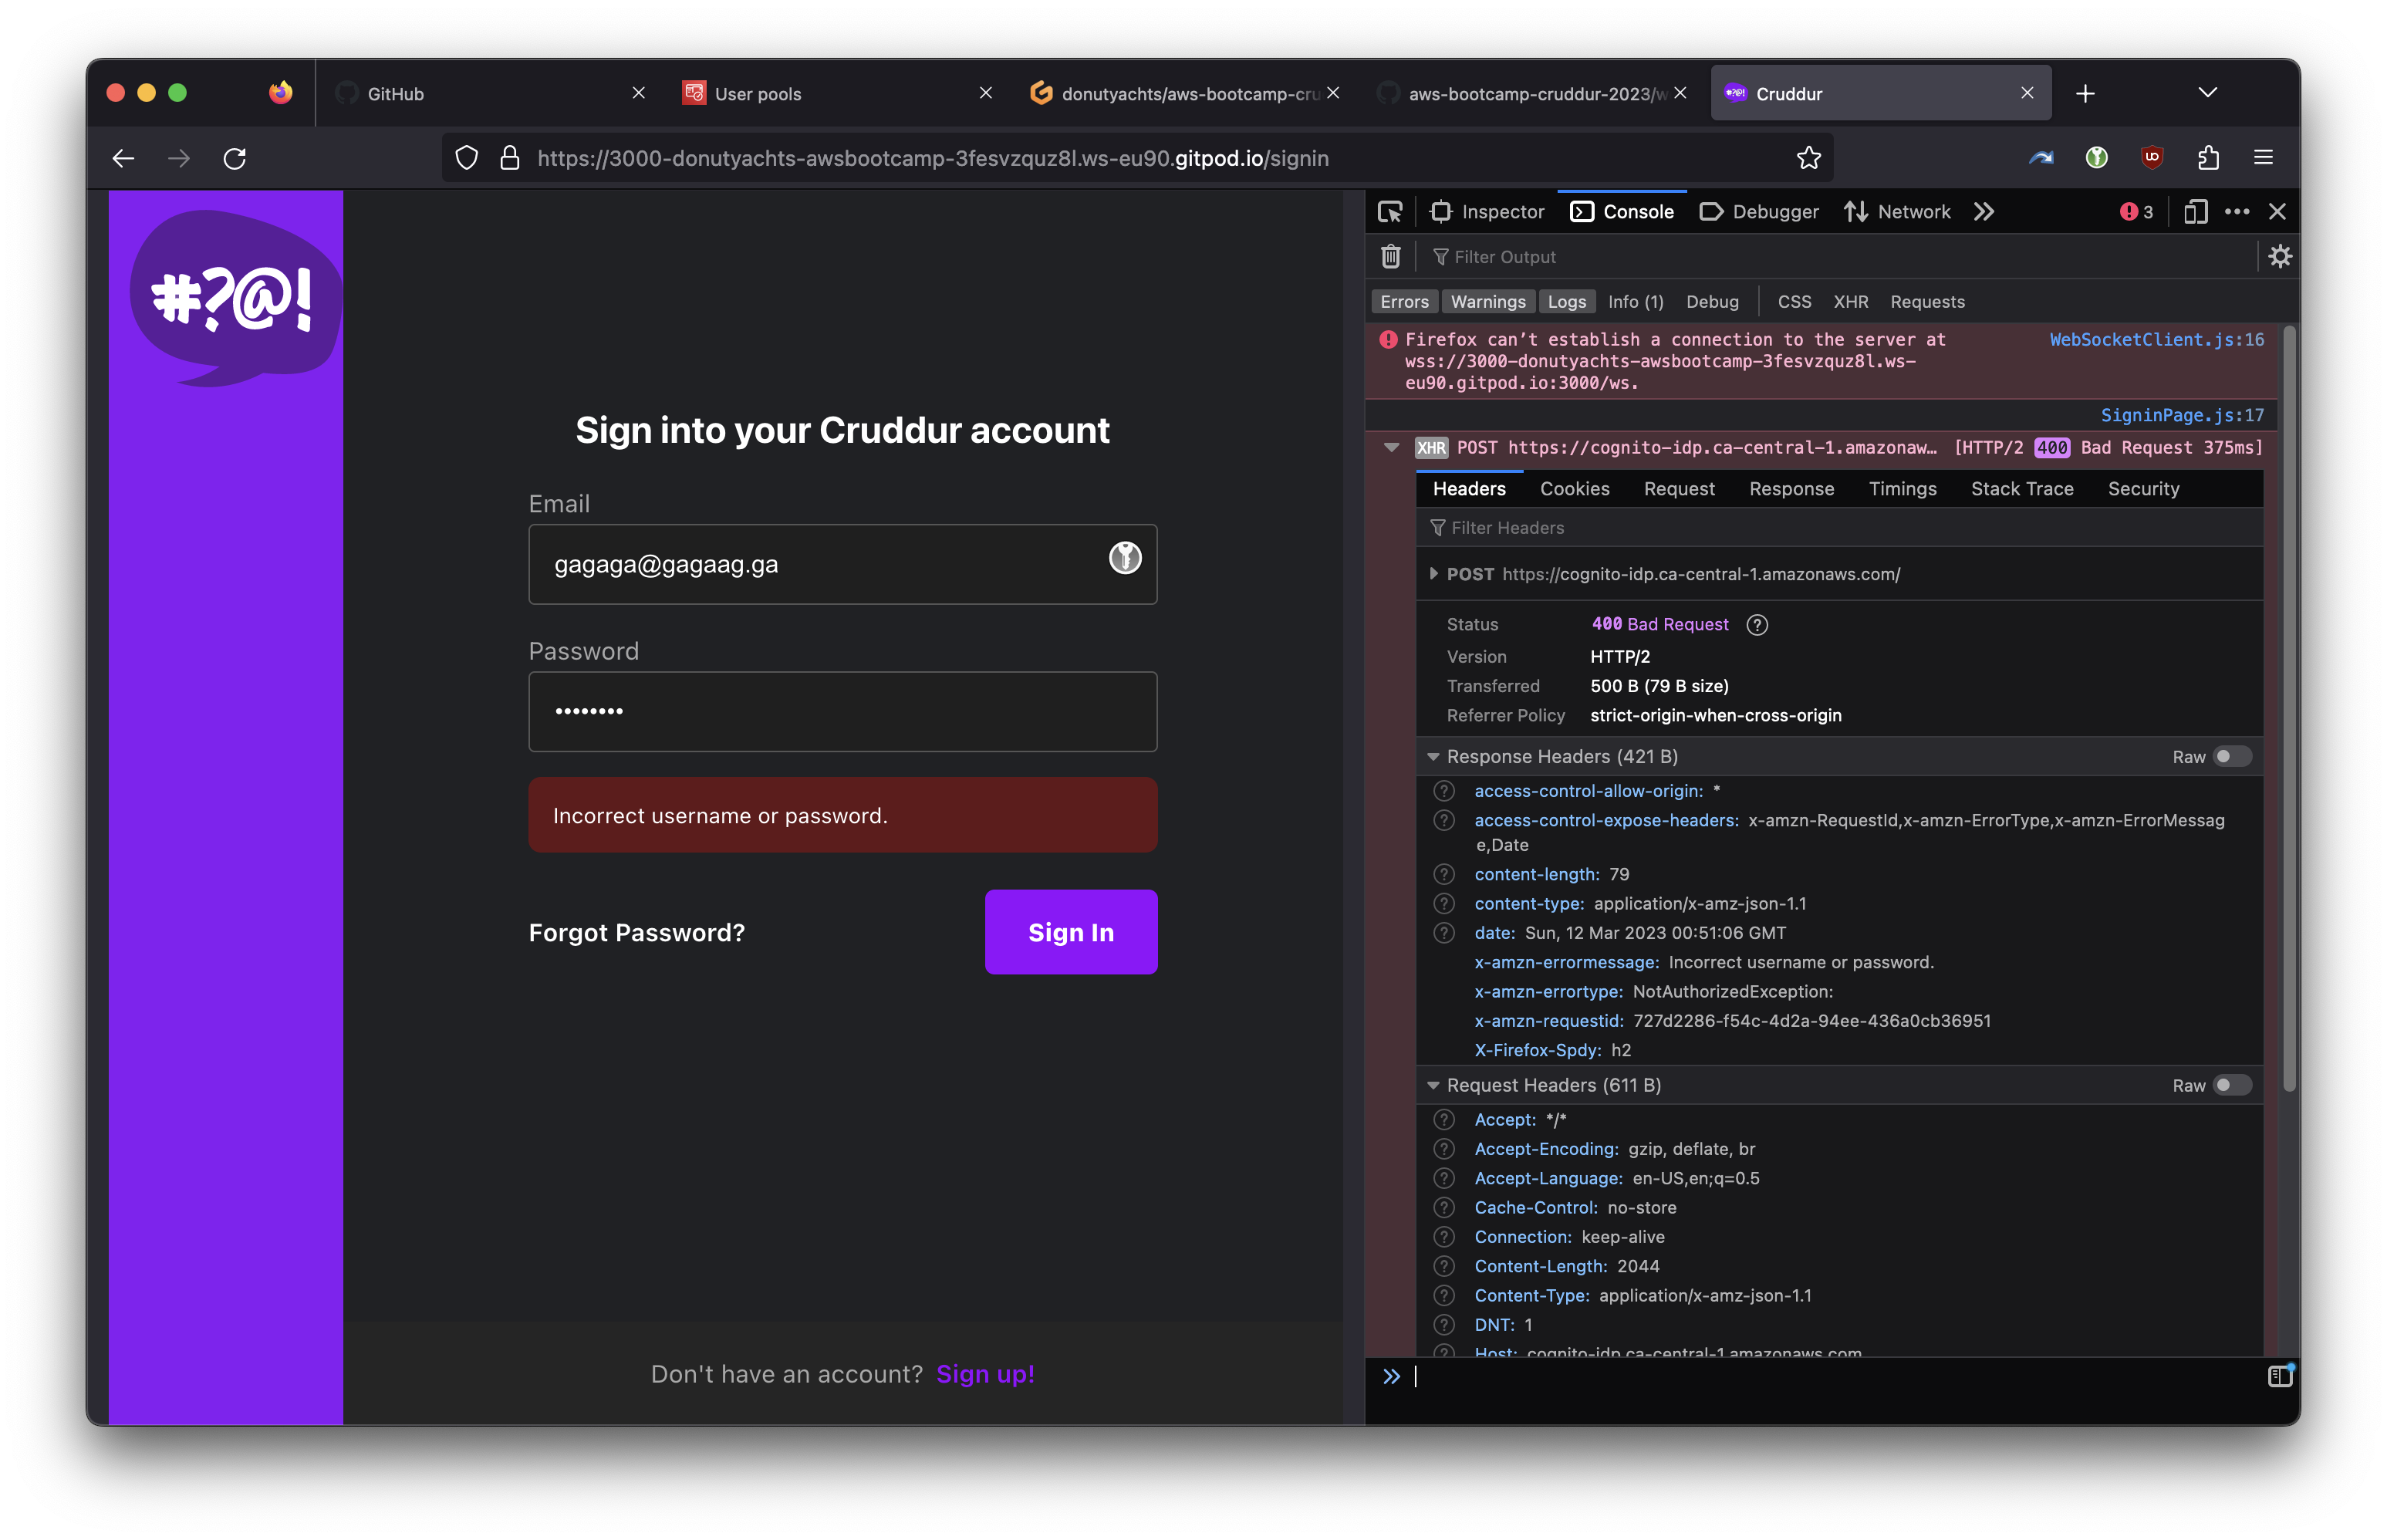 GitHub
User pools
donutyachts/aws-bootcamp-cru
aws-bootcamp-cruddur-2023/w
#?@! Cruddur
https://3000-donutyachts-awsbootcamp-3fesvzquz8l.ws-eu90.gitpod.io/signin
#?@!
Sign into your Cruddur account
Email
gagaga@gagaag.ga
Password
••••••••
Incorrect username or password.
Forgot Password?
Sign In
Don't have an account? Sign up!
Inspector
Console
Debugger
Network
3
Filter Output
Errors Warnings Logs Info (1) Debug CSS XHR Requests
Firefox can’t establish a connection to the server at WebSocketClient.js:16
wss://3000-donutyachts-awsbootcamp-3fesvzquz8l.ws-
eu90.gitpod.io:3000/ws.
SigninPage.js:17
XHR POST https://cognito-idp.ca-central-1.amazonaw… [HTTP/2 400 Bad Request 375ms]
Headers Cookies Request Response Timings Stack Trace Security
Filter Headers
POST https://cognito-idp.ca-central-1.amazonaws.com/
Status 400 Bad Request ?
Version HTTP/2
Transferred 500 B (79 B size)
Referrer Policy strict-origin-when-cross-origin
Response Headers (421 B) Raw
? access-control-allow-origin: *
? access-control-expose-headers: x-amzn-RequestId,x-amzn-ErrorType,x-amzn-ErrorMessag
e,Date
? content-length: 79
? content-type: application/x-amz-json-1.1
? date: Sun, 12 Mar 2023 00:51:06 GMT
x-amzn-errormessage: Incorrect username or password.
x-amzn-errortype: NotAuthorizedException:
x-amzn-requestid: 727d2286-f54c-4d2a-94ee-436a0cb36951
X-Firefox-Spdy: h2
Request Headers (611 B) Raw
? Accept: */*
? Accept-Encoding: gzip, deflate, br
? Accept-Language: en-US,en;q=0.5
? Cache-Control: no-store
? Connection: keep-alive
? Content-Length: 2044
? Content-Type: application/x-amz-json-1.1
? DNT: 1
? Host: cognito-idp.ca-central-1.amazonaws.com